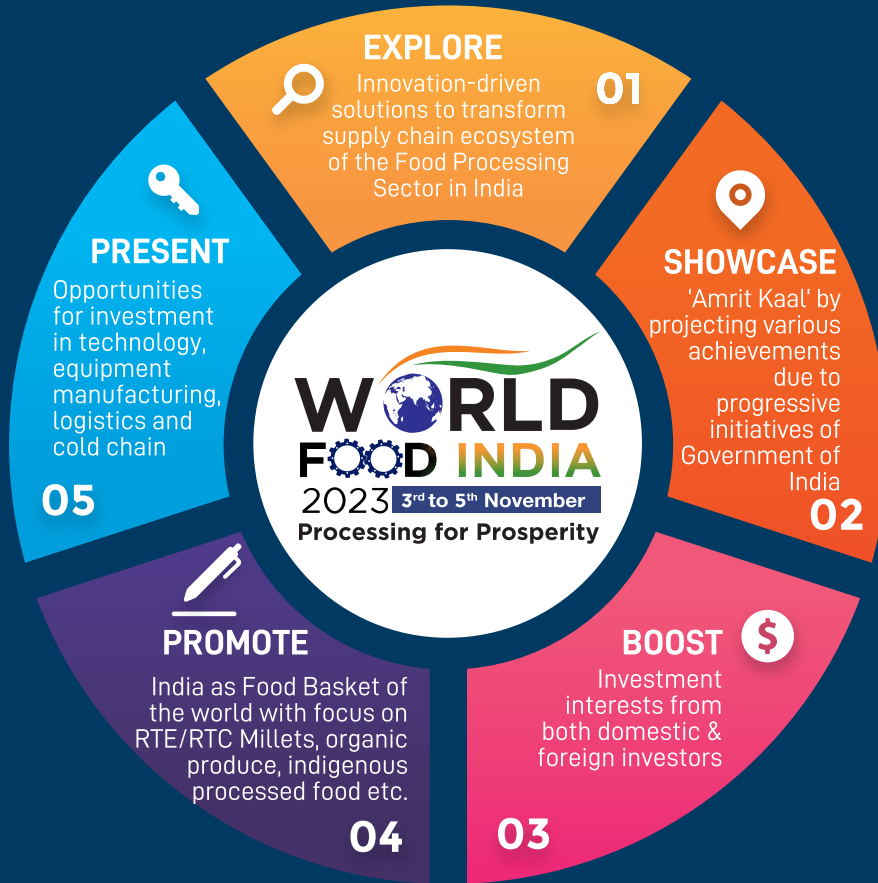 EXPLORE
Innovation-driven
solutions to transform
supply chain ecosystem
of the Food Processing
Sector in India
01
SHOWCASE
'Amrit Kaal' by
projecting various
achievements
due to
progressive
initiatives of
Government of
India
02
BOOST
$
Investment
interests from
both domestic &
foreign investors
03
PROMOTE
India as Food Basket of
the world with focus on
RTE/RTC Millets, organic
produce, indigenous
processed food etc.
04
PRESENT
Opportunities
for investment
in technology,
equipment
manufacturing,
logistics and
cold chain
05
WORLD
FOOD INDIA
2023 3rd to 5th November
Processing for Prosperity